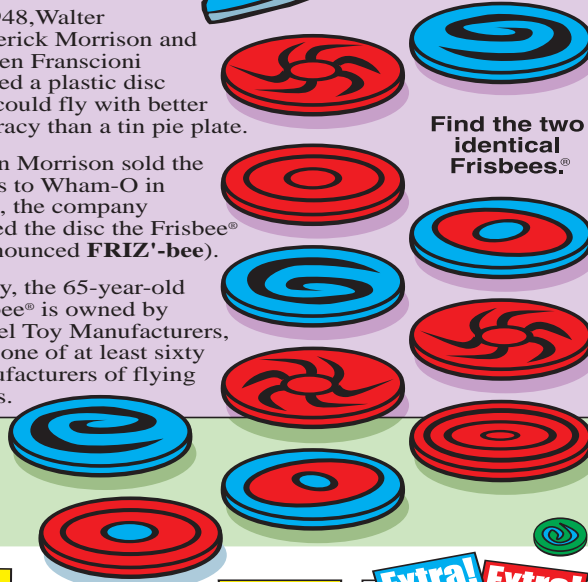 948, Walter
erick Morrison and
en Franscioni
ed a plastic disc
could fly with better
racy than a tin pie plate.
n Morrison sold the
s to Wham-O in
, the company
ed the disc the Frisbee®
nounced FRIZ'-bee).
y, the 65-year-old
bee® is owned by
el Toy Manufacturers,
one of at least sixty
ufacturers of flying
s.
Find the two
identical
Frisbees.®
Extra!
Extra!